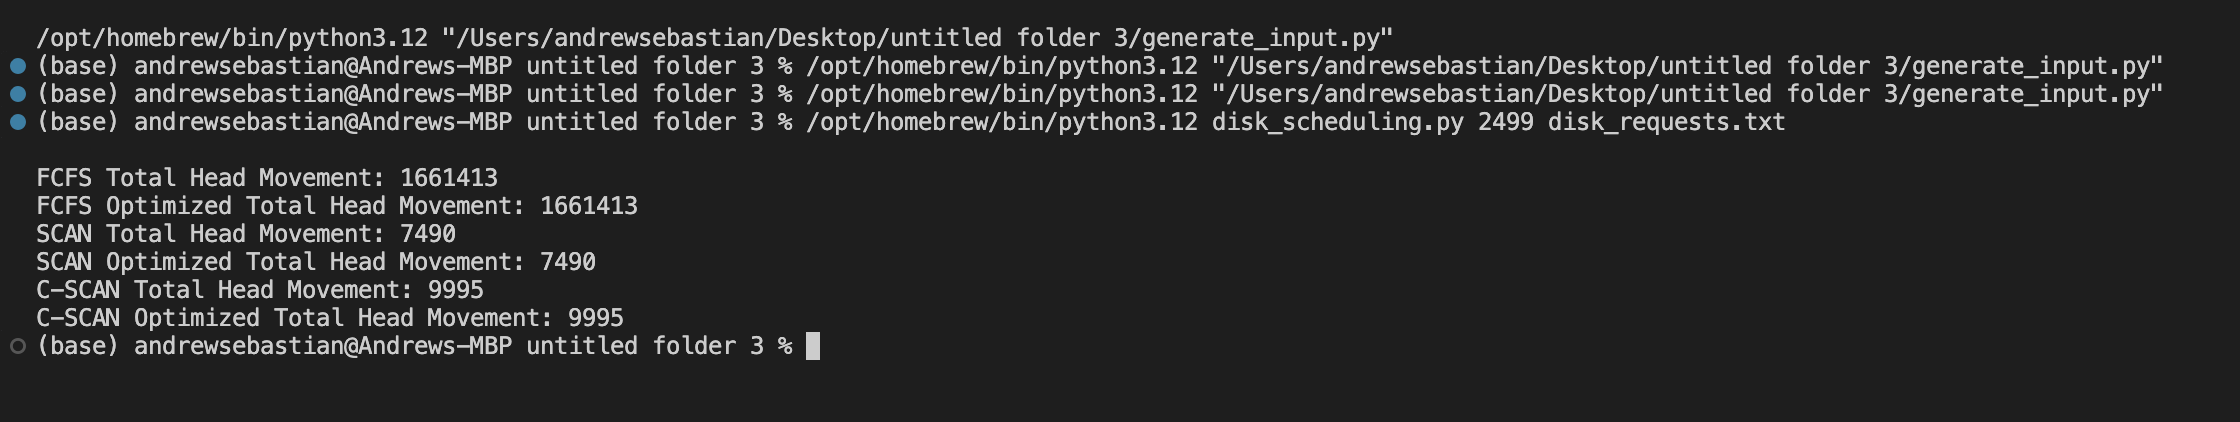 /opt/homebrew/bin/python3.12 "/Users/andrewsebastian/Desktop/untitled folder 3/generate_input.py"
(base) andrewsebastian@Andrews-MBP untitled folder 3 % /opt/homebrew/bin/python3.12 "/Users/andrewsebastian/Desktop/untitled folder 3/generate_input.py"
(base) andrewsebastian@Andrews-MBP untitled folder 3 % /opt/homebrew/bin/python3.12 "/Users/andrewsebastian/Desktop/untitled folder 3/generate_input.py"
(base) andrewsebastian@Andrews-MBP untitled folder 3 % /opt/homebrew/bin/python3.12 disk_scheduling.py 2499 disk_requests.txt
FCFS Total Head Movement: 1661413
FCFS Optimized Total Head Movement: 1661413
SCAN Total Head Movement: 7490
SCAN Optimized Total Head Movement: 7490
C-SCAN Total Head Movement: 9995
C-SCAN Optimized Total Head Movement: 9995
(base) andrewsebastian@Andrews-MBP untitled folder 3 %